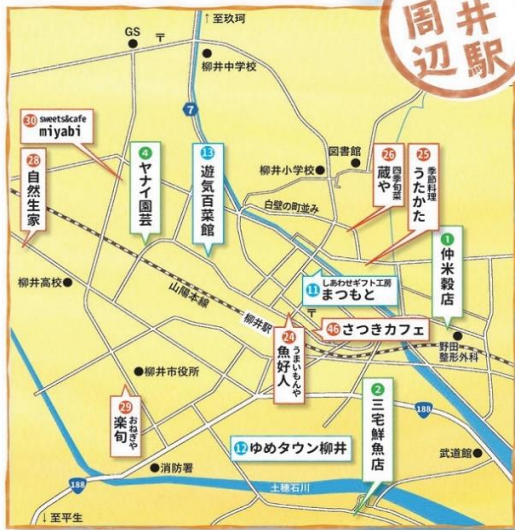 井駅
周辺
↑至玖珂
GS
〒
柳井中学校
7
30 sweets&cafe
miyabi
4 ヤナイ園芸
13 遊気百菜館
図書館
柳井小学校
26 四季旬菜
蔵や
25 季節料理
うたかた
28 自然生家
白壁の町並み
1 仲米穀店
柳井高校
山陽本線
11 しあわせギフト工房
まつもと
柳井駅
〒
46 さつきカフェ
24 うまいもんや
魚好人
野田
整形外科
柳井市役所
29 おねぎや
楽旬
2 三宅鮮魚店
188
12 ゆめタウン柳井
武道館
消防署
188
土穂石川
↓至平生